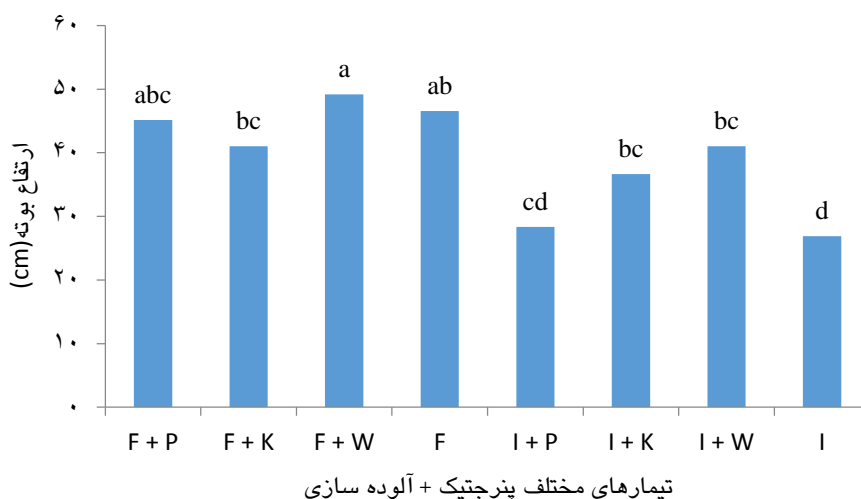 ۶۰
۵۰
۴۰
۳۰
۲۰
۱۰
۰
ارتفاع بوته(cm)
abc
bc
a
ab
cd
bc
bc
d
F + P
F + K
F + W
F
I + P
I + K
I + W
I
تیمارهای مختلف پنرجتیک + آلوده سازی